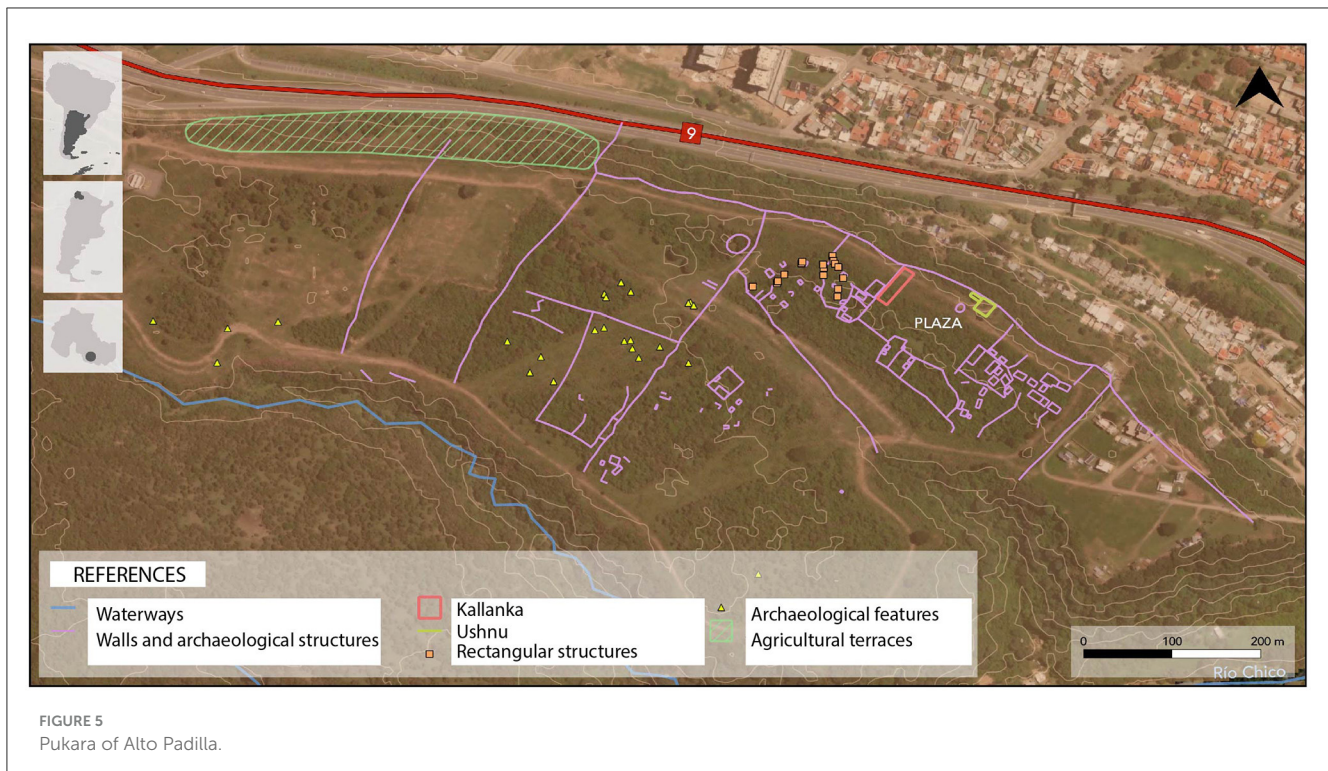 9
PLAZA
REFERENCES
Waterways
Walls and archaeological structures
Kallanka
Ushnu
Rectangular structures
Archaeological features
Agricultural terraces
0 100 200 m
Río Chico
FIGURE 5
Pukara of Alto Padilla.